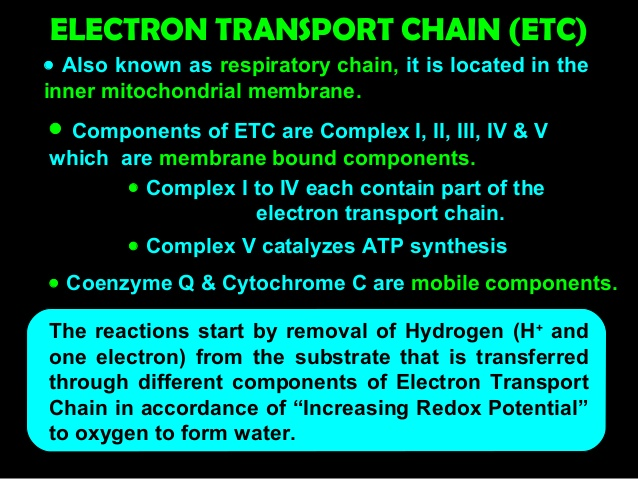 ELECTRON TRANSPORT CHAIN (ETC)
• Also known as respiratory chain, it is located in the
inner mitochondrial membrane.
• Components of ETC are Complex I, II, III, IV & V
which are membrane bound components.
• Complex I to IV each contain part of the
electron transport chain.
• Complex V catalyzes ATP synthesis
• Coenzyme Q & Cytochrome C are mobile components.
The reactions start by removal of Hydrogen (H⁺ and
one electron) from the substrate that is transferred
through different components of Electron Transport
Chain in accordance of “Increasing Redox Potential”
to oxygen to form water.